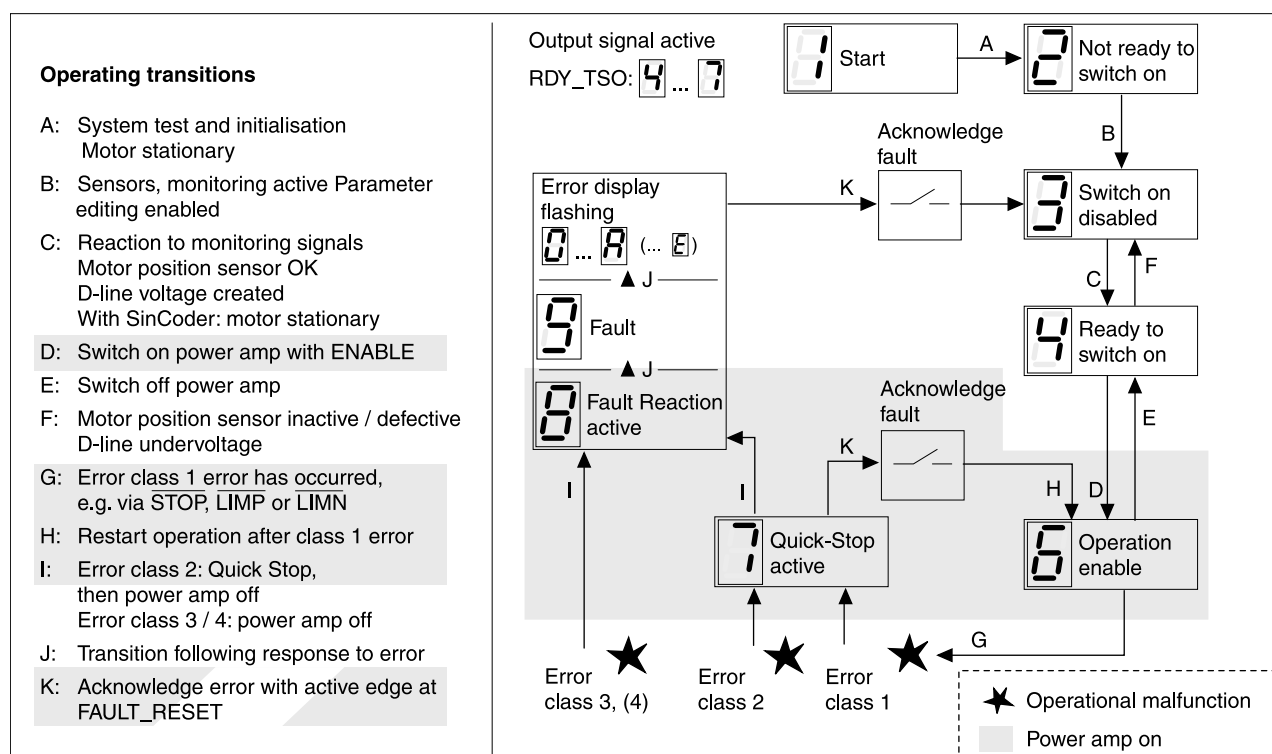 Operating transitions
A: System test and initialisation
Motor stationary
B: Sensors, monitoring active Parameter
editing enabled
C: Reaction to monitoring signals
Motor position sensor OK
D-line voltage created
With SinCoder: motor stationary
D: Switch on power amp with ENABLE
E: Switch off power amp
F: Motor position sensor inactive / defective
D-line undervoltage
G: Error class 1 error has occurred,
e.g. via STOP, LIMP or LIMN
H: Restart operation after class 1 error
I: Error class 2: Quick Stop,
then power amp off
Error class 3 / 4: power amp off
J: Transition following response to error
K: Acknowledge error with active edge at
FAULT_RESET
Output signal active
RDY_TSO: 4 ... 7
1 Start
A
2 Not ready to
switch on
B
Acknowledge
fault
K
3 Switch on
disabled
Error display
flashing
0 ... A (... E)
J
9 Fault
J
8 Fault Reaction
active
C
F
4 Ready to
switch on
Acknowledge
fault
K
E
I
I
H
D
7 Quick-Stop
active
6 Operation
enable
G
Error
class 3, (4)
Error
class 2
Error
class 1
Operational malfunction
Power amp on